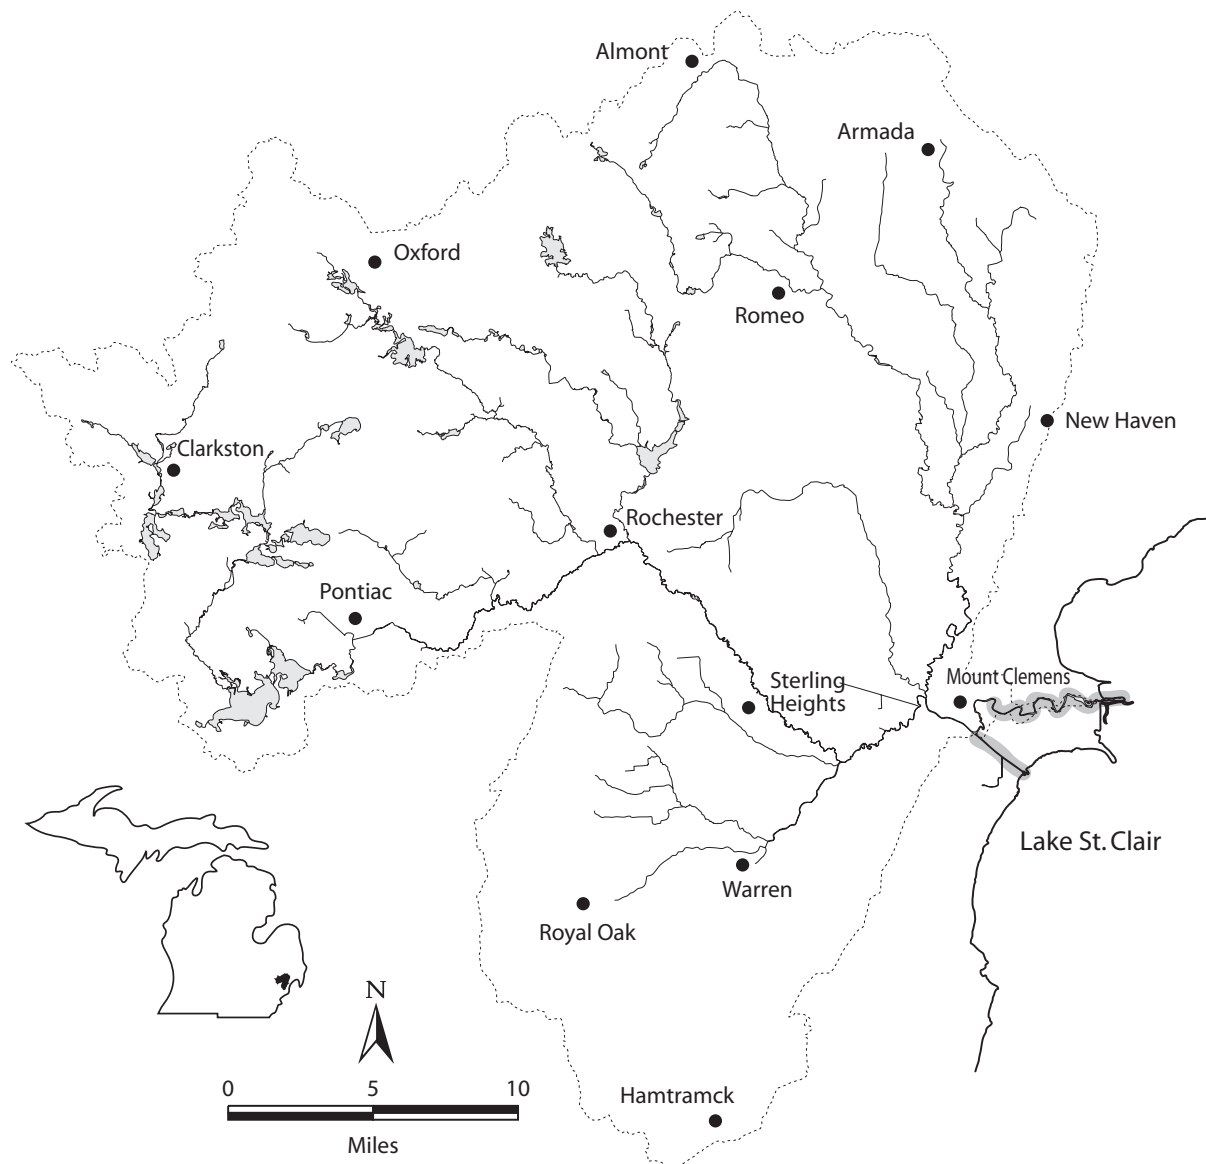 Almont
Armada
Oxford
Romeo
New Haven
Clarkston
Rochester
Pontiac
Mount Clemens
Sterling
Heights
Lake St. Clair
Warren
Royal Oak
N
0 5 10
Miles
Hamtramck